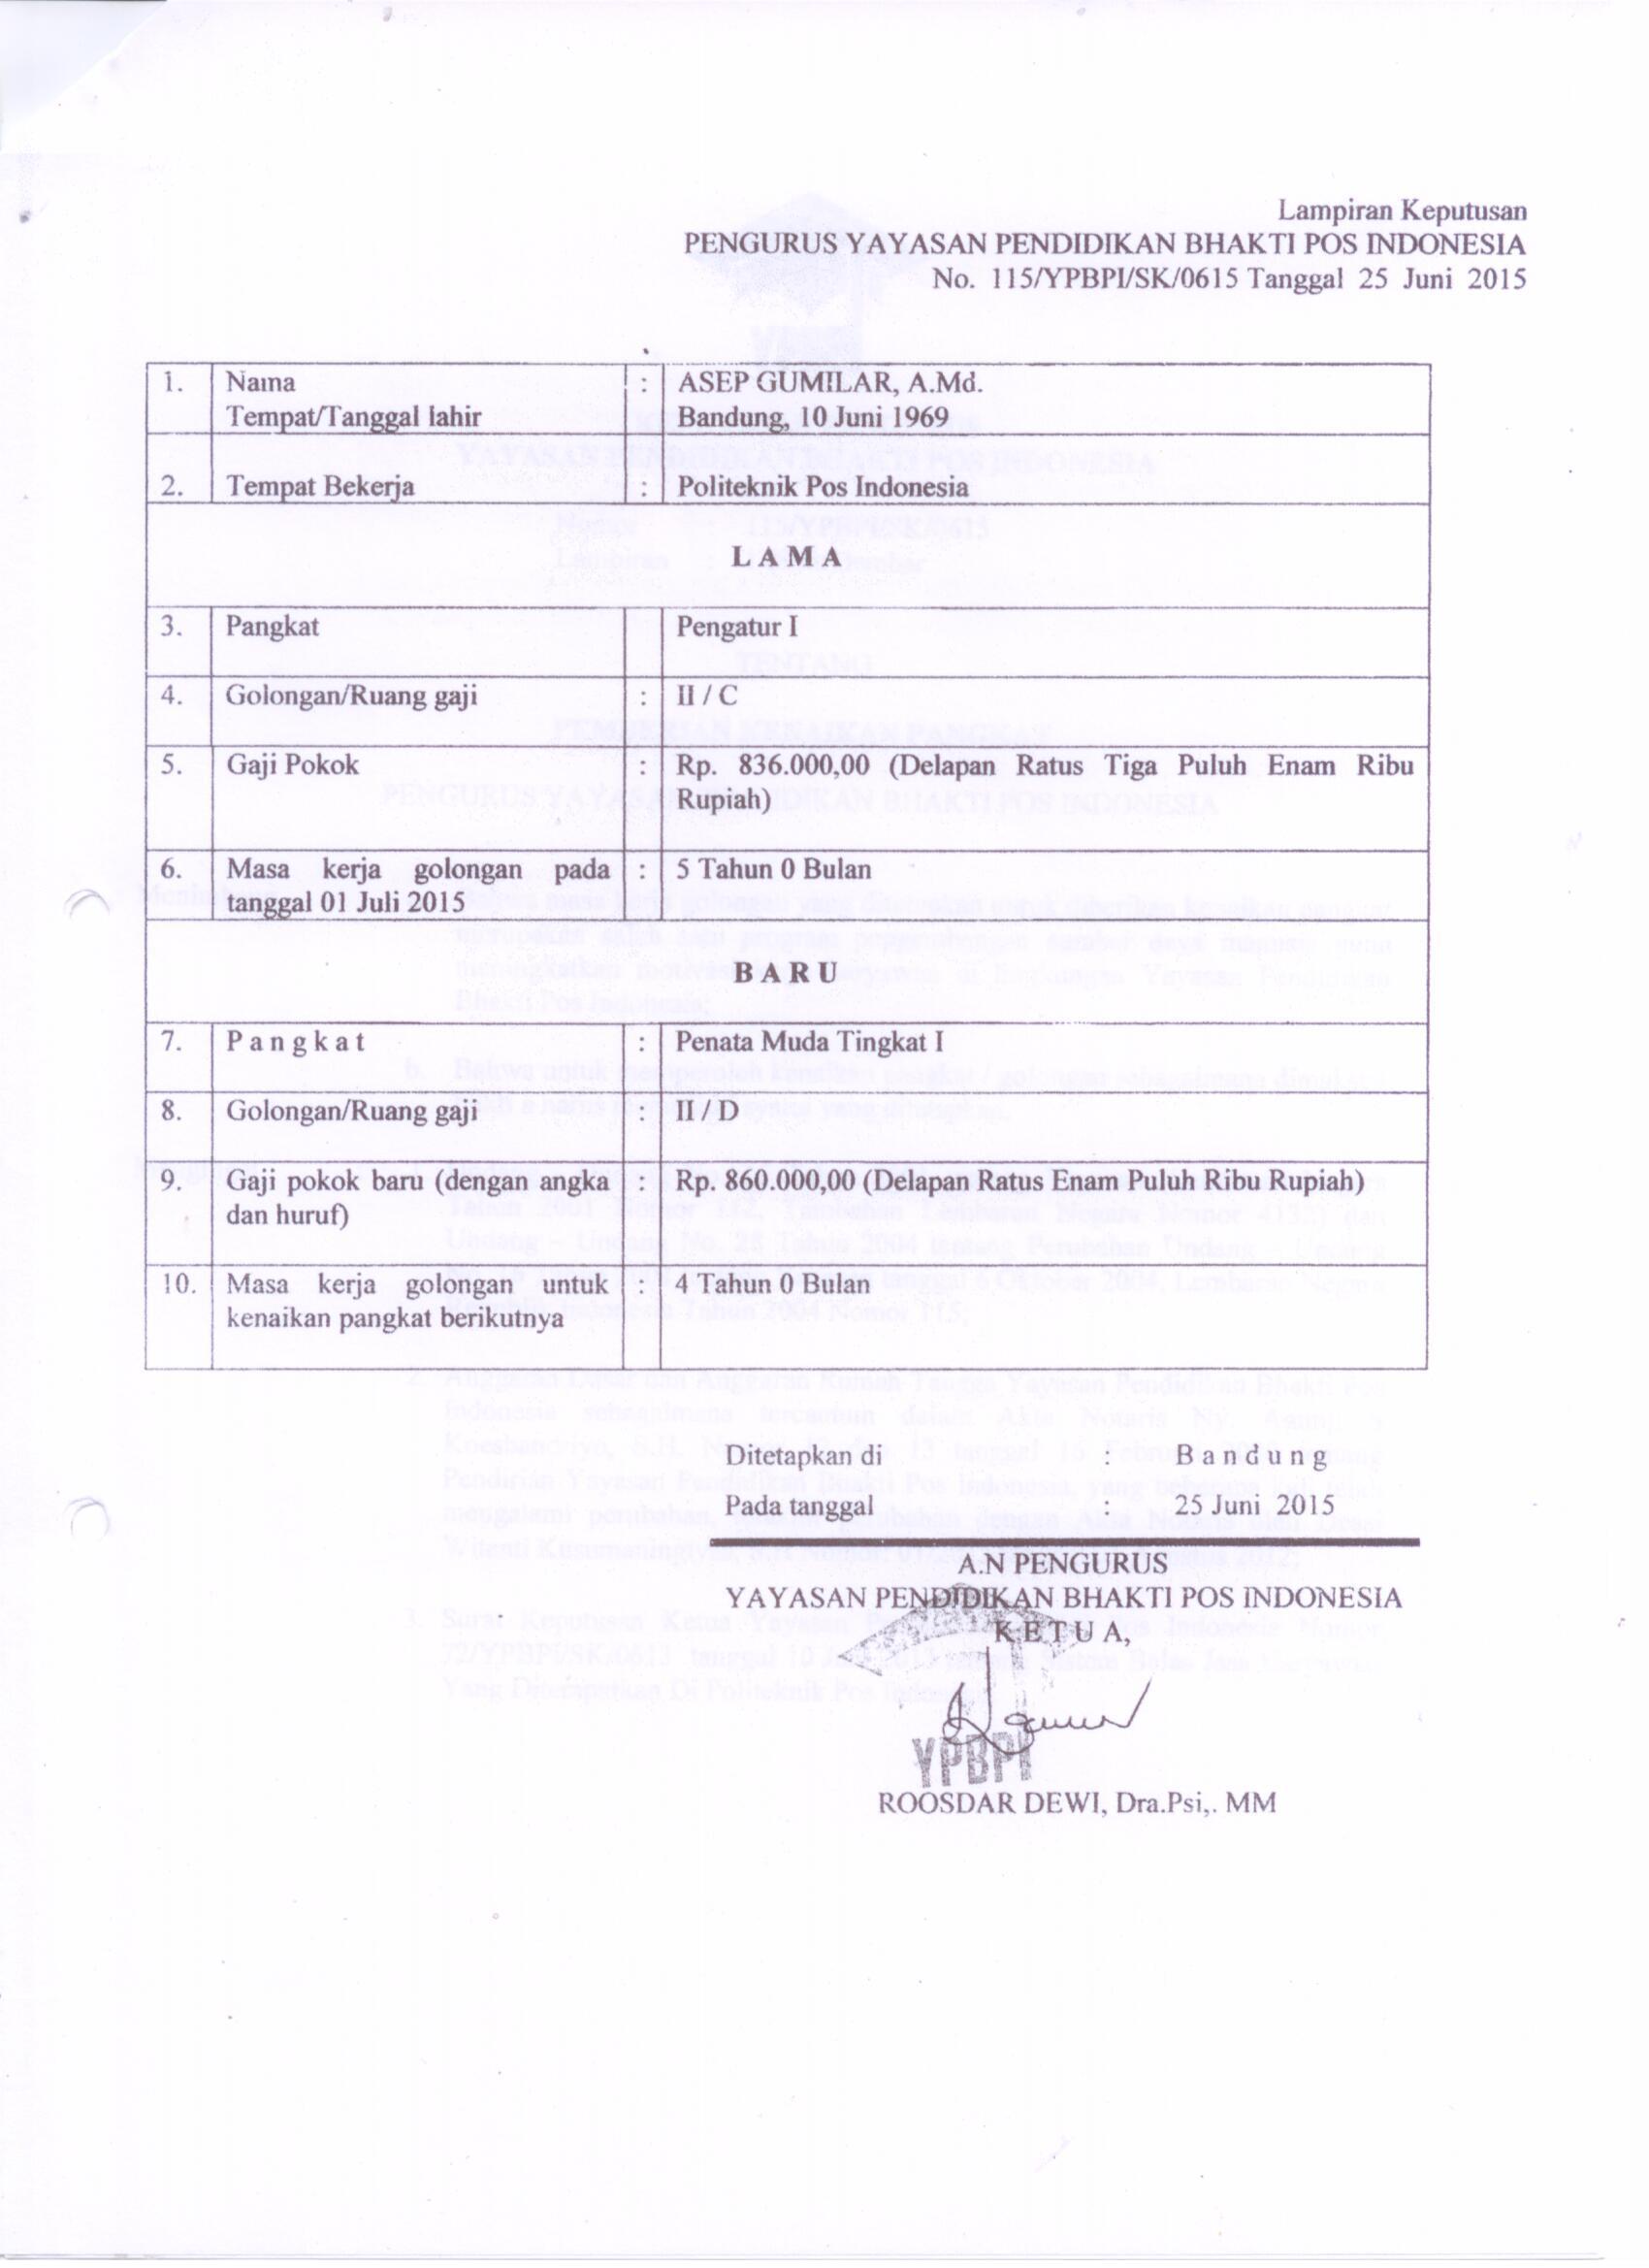 Lampiran Keputusan
PENGURUS YAYASAN PENDIDIKAN BHAKTI POS INDONESIA
No. 115/YPBPI/SK/0615 Tanggal 25 Juni 2015
1. Nama : ASEP GUMILAR, A.Md.
Tempat/Tanggal lahir Bandung, 10 Juni 1969
2. Tempat Bekerja : Politeknik Pos Indonesia
L A M A
3. Pangkat Pengatur I
4. Golongan/Ruang gaji : II / C
5. Gaji Pokok : Rp. 836.000,00 (Delapan Ratus Tiga Puluh Enam Ribu
Rupiah)
6. Masa kerja golongan pada : 5 Tahun 0 Bulan
tanggal 01 Juli 2015
B A R U
7. P a n g k a t : Penata Muda Tingkat I
8. Golongan/Ruang gaji : II / D
9. Gaji pokok baru (dengan angka : Rp. 860.000,00 (Delapan Ratus Enam Puluh Ribu Rupiah)
dan huruf)
10. Masa kerja golongan untuk : 4 Tahun 0 Bulan
kenaikan pangkat berikutnya
Ditetapkan di : B a n d u n g
Pada tanggal : 25 Juni 2015
A.N PENGURUS
YAYASAN PENDIDIKAN BHAKTI POS INDONESIA
K E T U A,
YPBPI
ROOSDAR DEWI, Dra.Psi,. MM